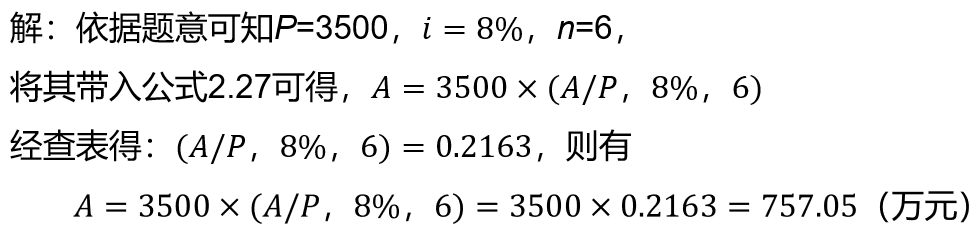 解：依据题意可知P=3500，i = 8%，n=6，
将其带入公式2.27可得，A = 3500 × (A/P，8%，6)
经查表得：(A/P，8%，6) = 0.2163，则有
A = 3500 × (A/P，8%，6) = 3500 × 0.2163 = 757.05（万元）